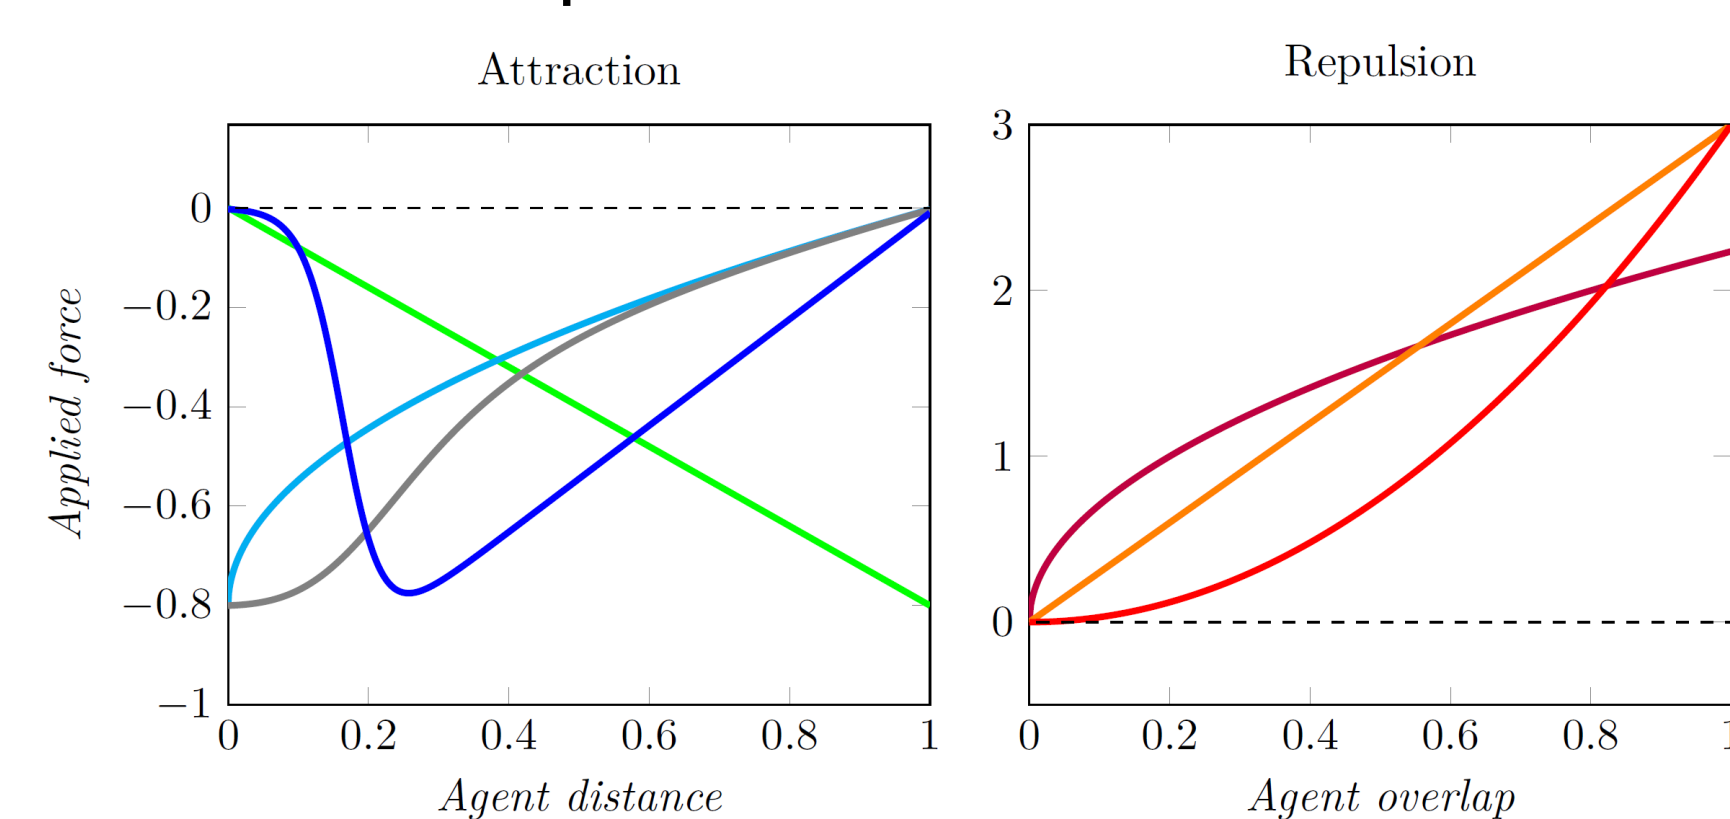 Attraction
Repulsion
Applied force
0
−0.2
−0.4
−0.6
−0.8
−1
0 0.2 0.4 0.6 0.8 1
Agent distance
3
2
1
0
0 0.2 0.4 0.6 0.8
Agent overlap